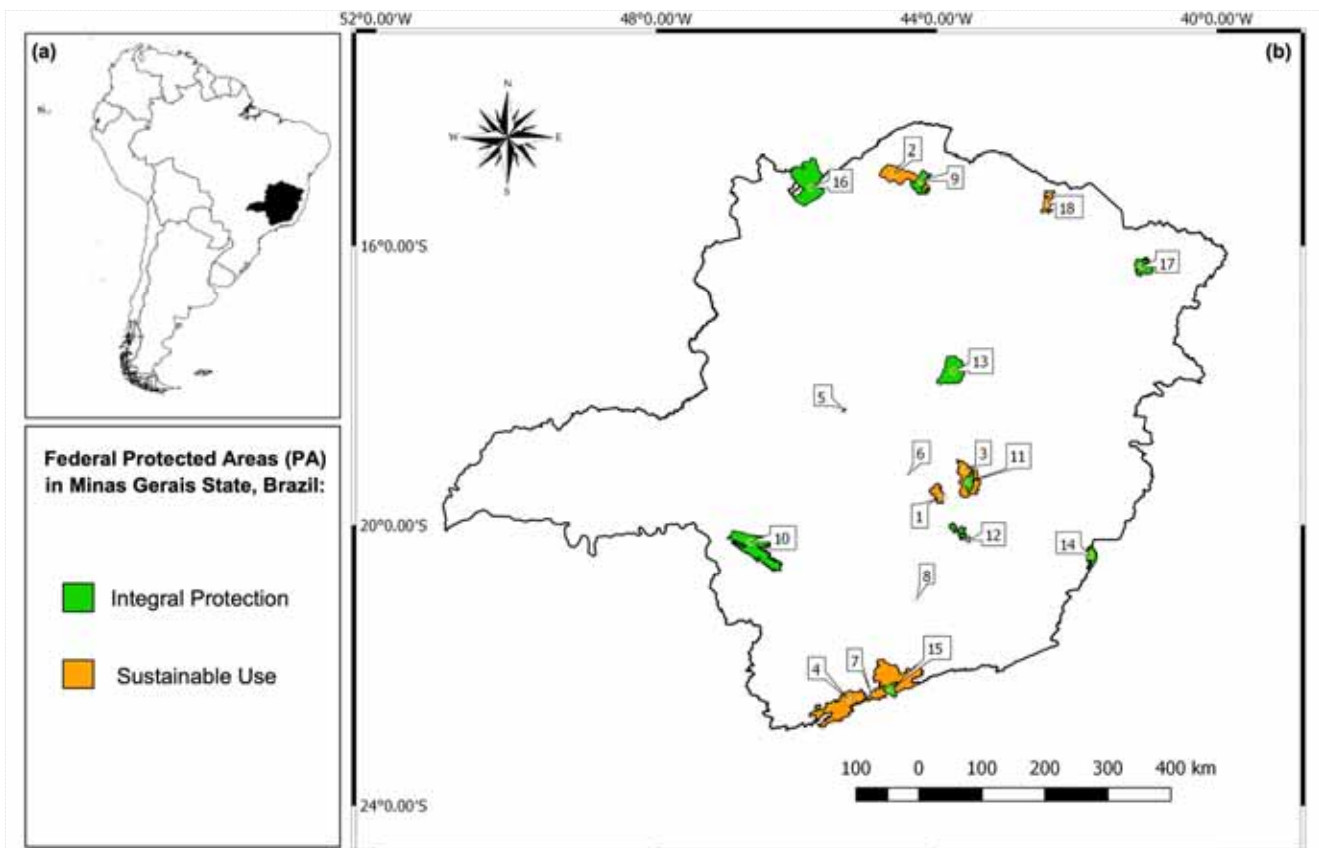 52°0.00'W 48°0.00'W 44°0.00'W 40°0.00'W
(a)
(b)
N
W E
S
2
9
16
18
16°0.00'S
17
13
5
6 3 11
1
20°0.00'S
12
10
14
8
15
7
4
Federal Protected Areas (PA)
in Minas Gerais State, Brazil:
Integral Protection
Sustainable Use
100 0 100 200 300 400 km
24°0.00'S